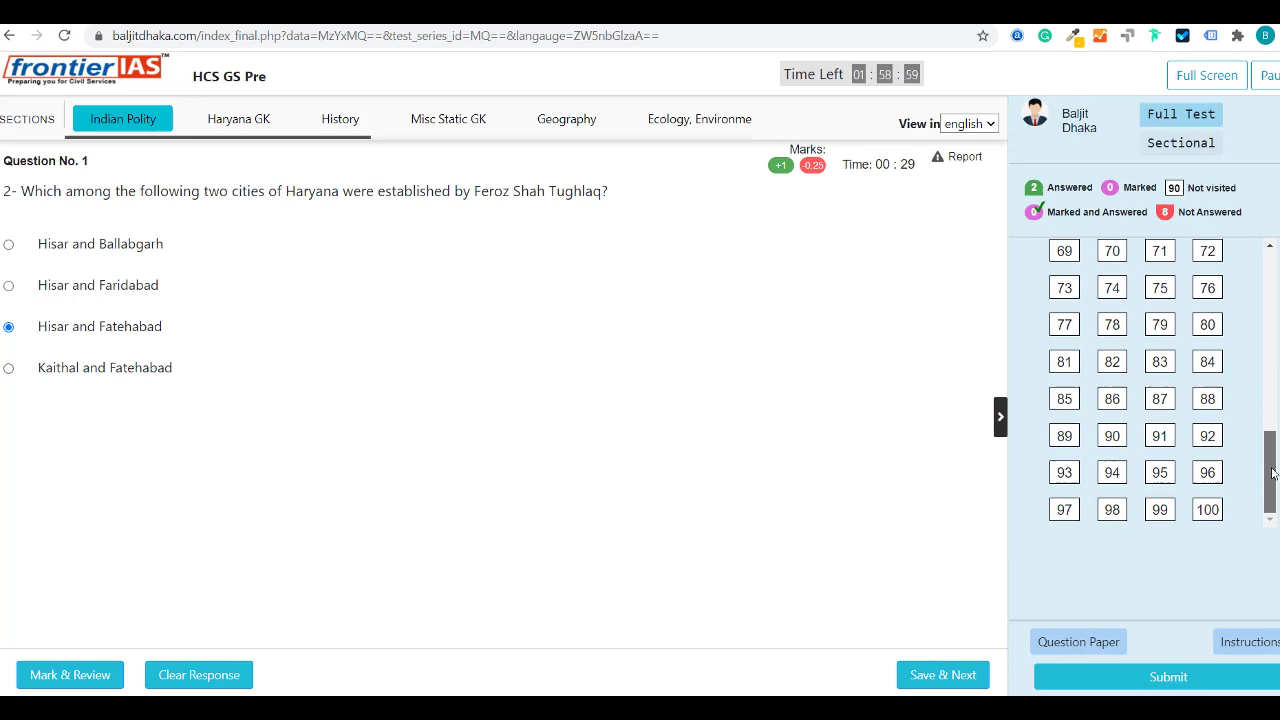 baljitdhaka.com/index_final.php?data=MzYxMQ==&test_series_id=MQ==&langauge=ZW5nbGlzaA==
B
frontier IAS TM
Preparing you for Civil Services
HCS GS Pre
Time Left 01 : 58 : 59
Full Screen
Pau
SECTIONS
Indian Polity
Haryana GK
History
Misc Static GK
Geography
Ecology, Environme
View in english
Baljit Dhaka
Full Test
Sectional
Question No. 1
Marks:
+1 -0.25
Time: 00 : 29
Report
2- Which among the following two cities of Haryana were established by Feroz Shah Tughlaq?
Hisar and Ballabgarh
Hisar and Faridabad
Hisar and Fatehabad
Kaithal and Fatehabad
2 Answered 0 Marked 90 Not visited
0 Marked and Answered 8 Not Answered
69 70 71 72
73 74 75 76
77 78 79 80
81 82 83 84
85 86 87 88
89 90 91 92
93 94 95 96
97 98 99 100
Mark & Review
Clear Response
Save & Next
Question Paper
Instructions
Submit